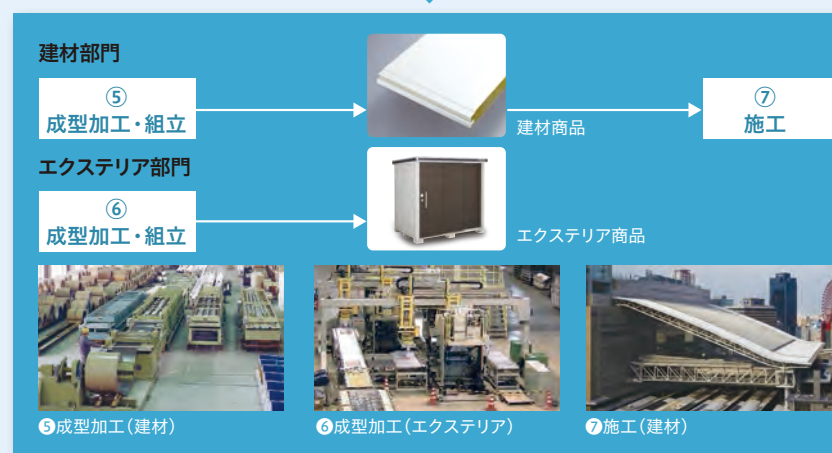 建材部門
⑤
成型加工・組立
建材商品
⑦
施工
エクステリア部門
⑥
成型加工・組立
エクステリア商品
❺成型加工(建材)
❻成型加工(エクステリア)
❼施工(建材)